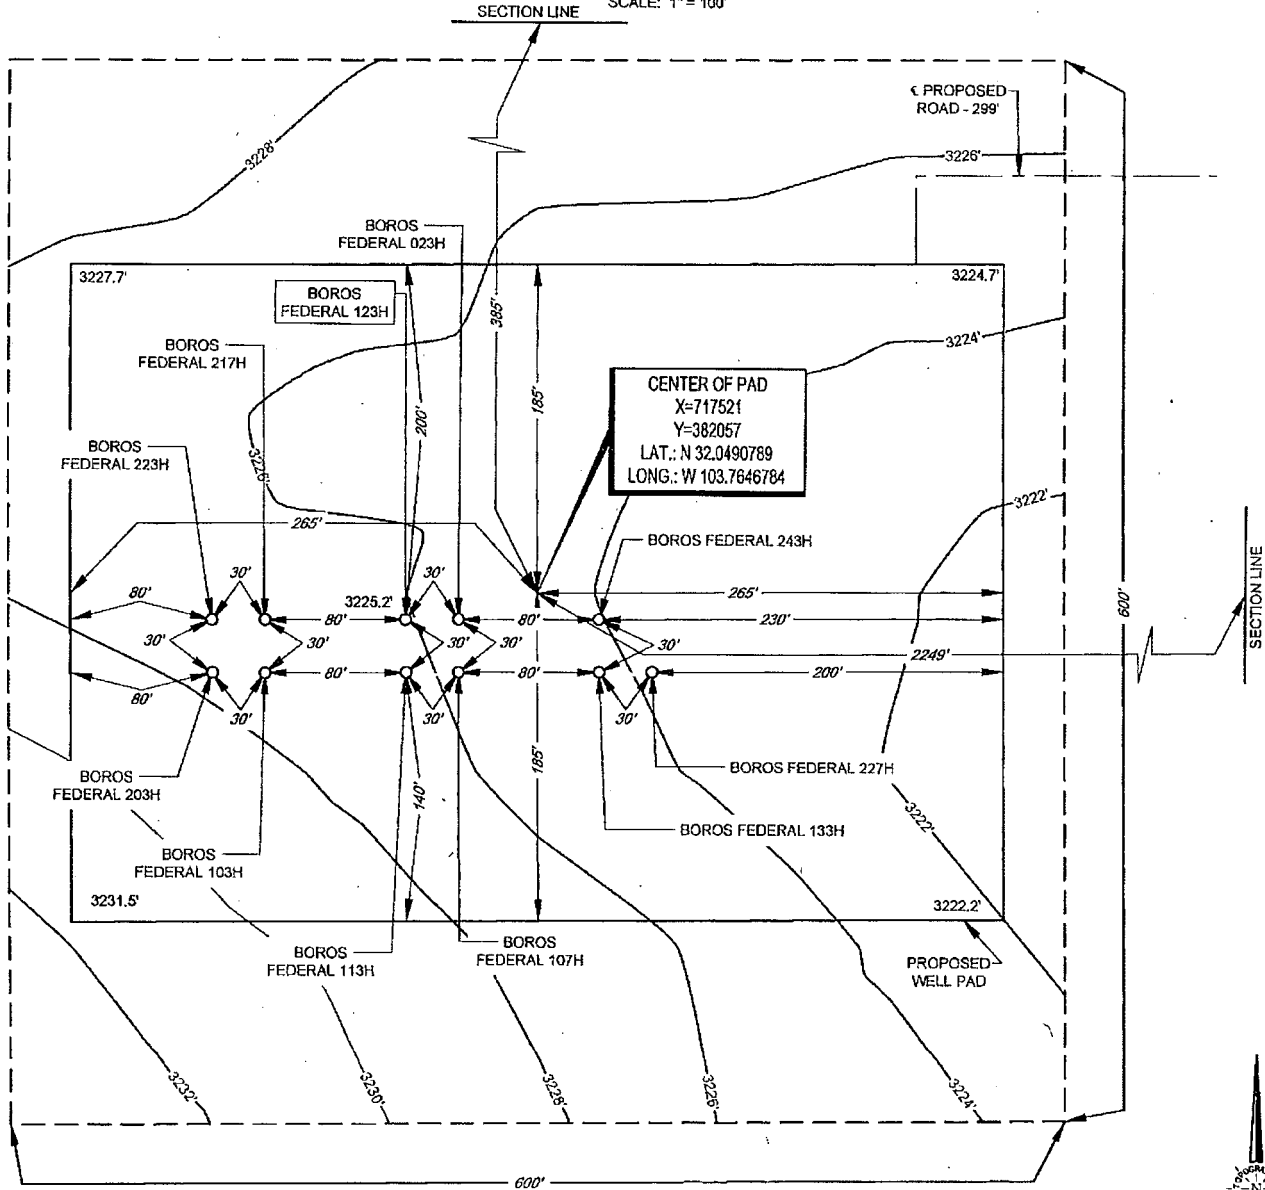 SCALE: 1" = 100'
SECTION LINE
℄ PROPOSED
ROAD - 299'
3228'
3226'
BOROS
FEDERAL 023H
3227.7'
3224.7'
BOROS
FEDERAL 123H
385'
3224'
BOROS
FEDERAL 217H
185'
200'
CENTER OF PAD
X=717521
Y=382057
LAT.: N 32.0490789
LONG.: W 103.7646784
BOROS
FEDERAL 223H
3226'
3222'
265'
BOROS FEDERAL 243H
SECTION LINE
30'
30'
80'
3225.2'
265'
600'
80'
80'
230'
30'
30'
30'
30'
30'
2249'
80'
80'
200'
80'
30'
30'
30'
185'
BOROS FEDERAL 227H
BOROS
FEDERAL 203H
140'
3222'
BOROS FEDERAL 133H
BOROS
FEDERAL 103H
3231.5'
3222.2'
BOROS
FEDERAL 113H
BOROS
FEDERAL 107H
PROPOSED
WELL PAD
3232'
3230'
3228'
3226'
3224'
600'
N